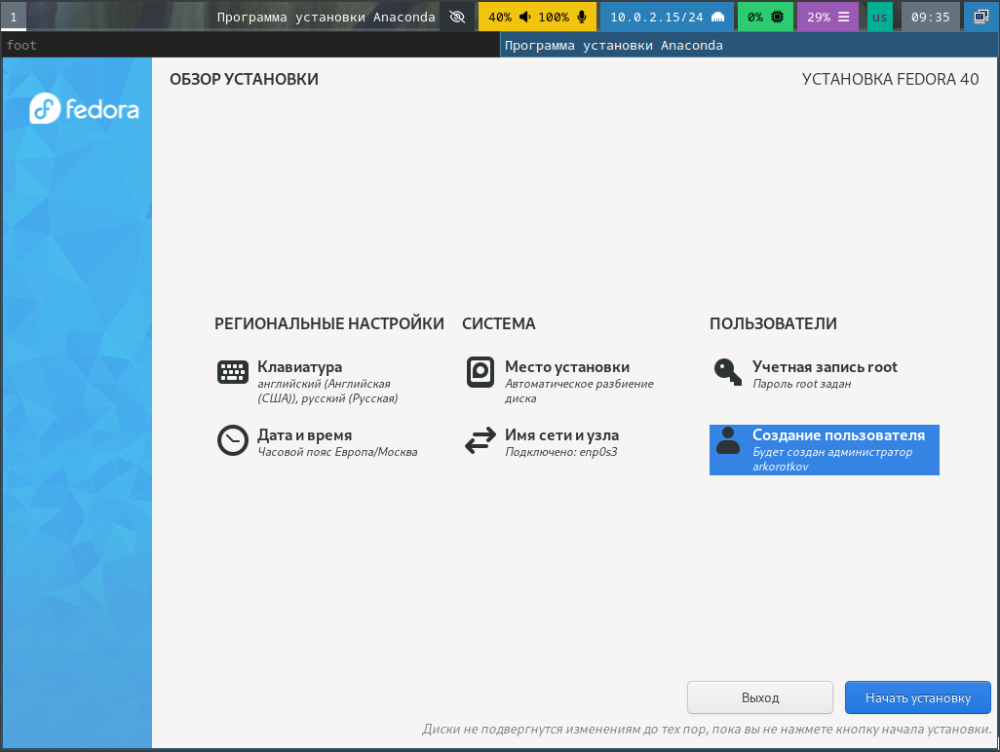 1
Программа установки Anaconda
40% 100%
10.0.2.15/24
0%
29%
us
09:35
foot
Программа установки Anaconda
fedora
ОБЗОР УСТАНОВКИ
УСТАНОВКА FEDORA 40
РЕГИОНАЛЬНЫЕ НАСТРОЙКИ
Клавиатура
английский (Английская
(США)), русский (Русская)
Дата и время
Часовой пояс Европа/Москва
СИСТЕМА
Место установки
Автоматическое разбиение
диска
Имя сети и узла
Подключено: enp0s3
ПОЛЬЗОВАТЕЛИ
Учетная запись root
Пароль root задан
Создание пользователя
Будет создан администратор
arkorotkov
Выход
Начать установку
Диски не подвергнутся изменениям до тех пор, пока вы не нажмете кнопку начала установки.